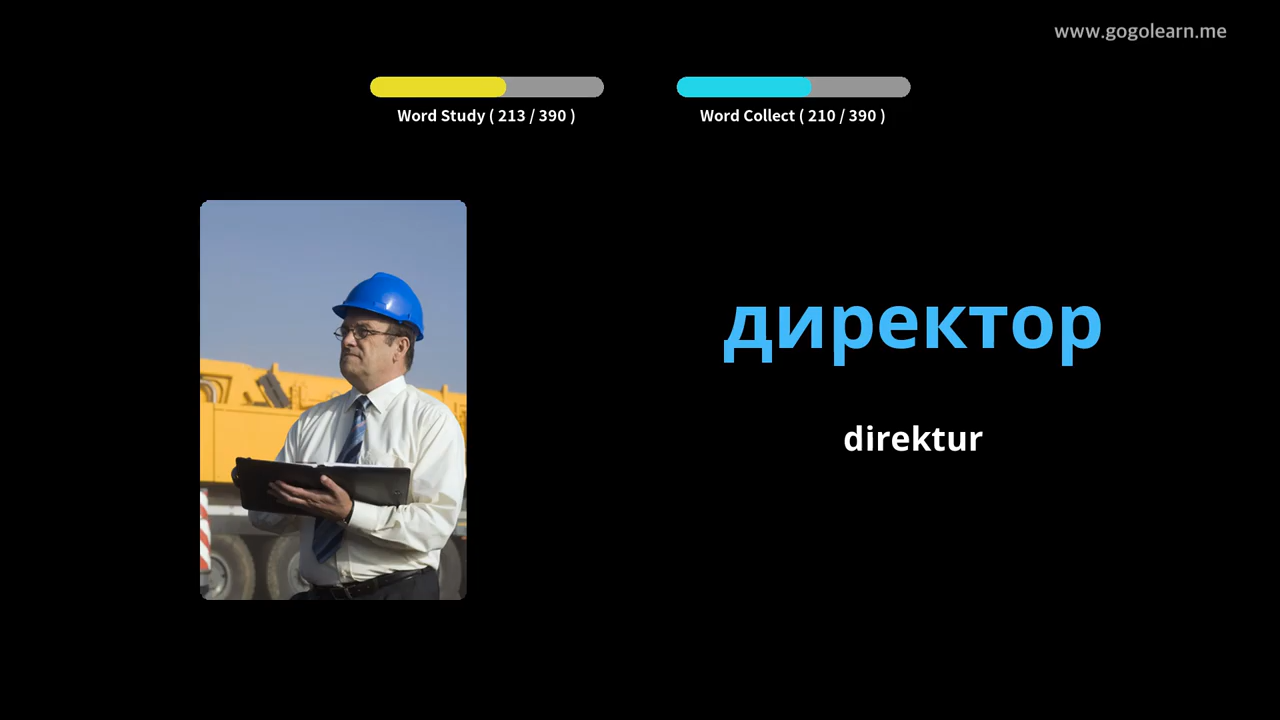 www.gogolearn.me
Word Study ( 213 / 390 )
Word Collect ( 210 / 390 )
директор
direktur